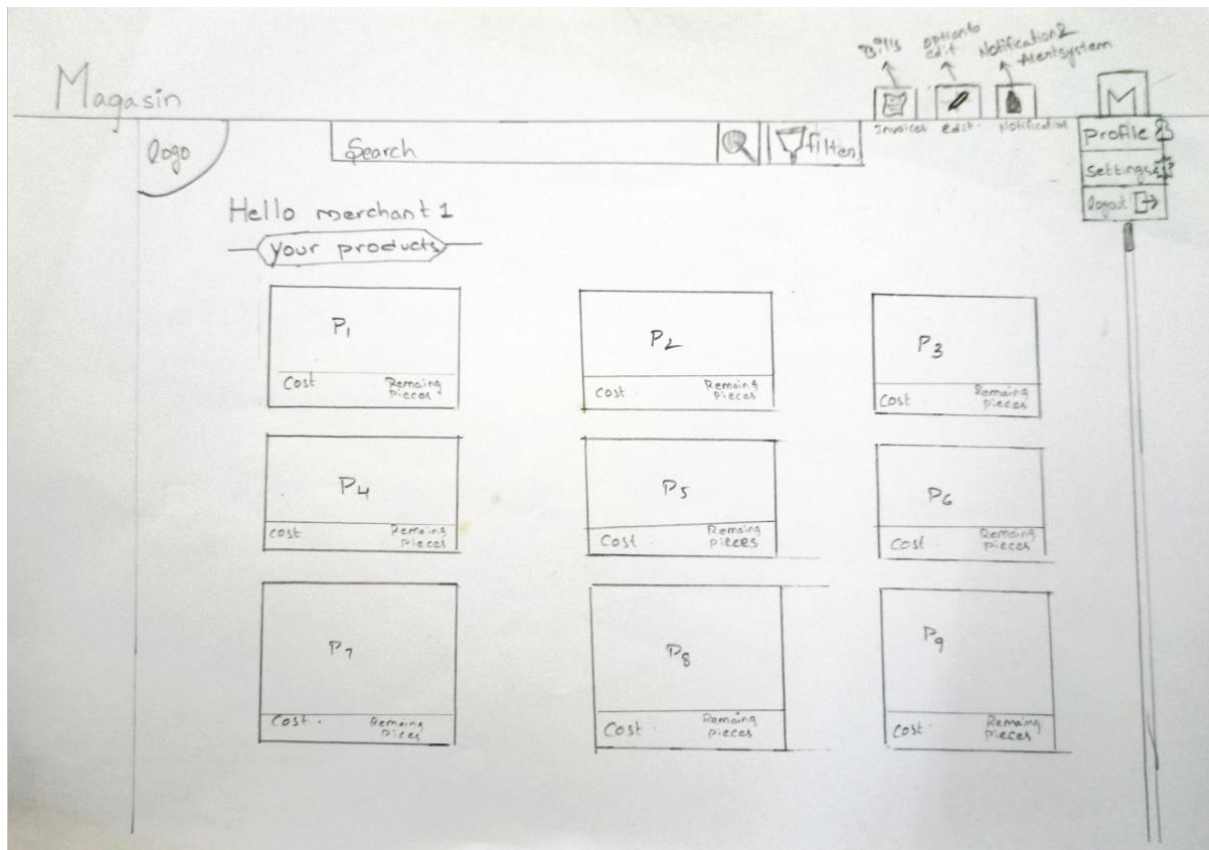 Bills
option to
edit
Notification &
Alert system
Magasin
M
Invoices
edit
Notification
logo
Search
filter
profile
settings
logout
Hello merchant 1
your products
P1
Cost
Remaing
pieces
P2
Cost
Remaing
pieces
P3
Cost
Remaing
pieces
P4
Cost
Remaing
pieces
P5
Cost
Remaing
pieces
P6
Cost
Remaing
pieces
P7
Cost
Remaing
pices
P8
Cost
Remaing
pieces
P9
Cost
Remaing
pieces